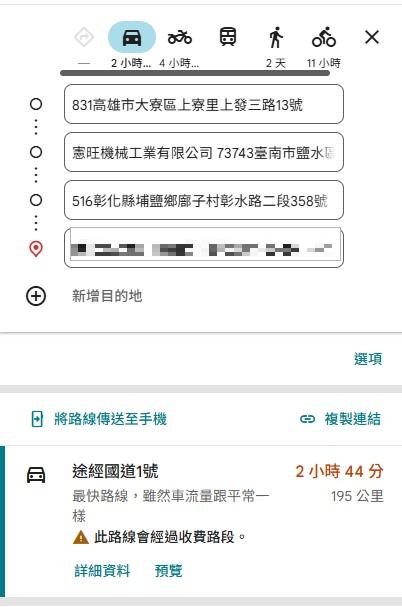 2 小時... 4 小時... 2 天 11 小時
831高雄市大寮區上寮里上發三路13號
憲旺機械工業有限公司 73743臺南市鹽水區
516彰化縣埔鹽鄉廍子村彰水路二段358號
新增目的地
選項
將路線傳送至手機 複製連結
途經國道1號 2 小時 44 分
最快路線，雖然車流量跟平常一 195 公里
樣
此路線會經過收費路段。
詳細資料 預覽